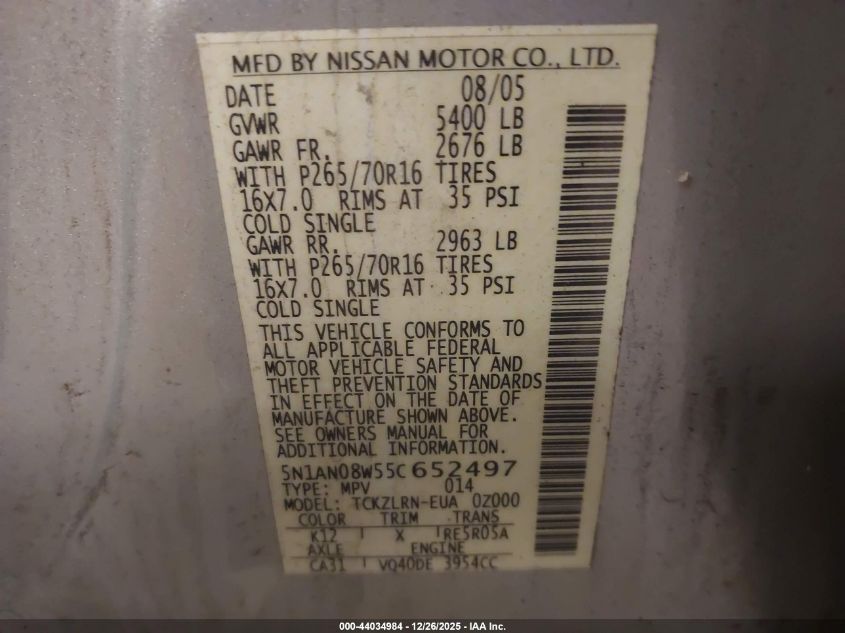 MFD BY NISSAN MOTOR CO., LTD.
DATE 08/05
GVWR 5400 LB
GAWR FR. 2676 LB
WITH P265/70R16 TIRES
16X7.0 RIMS AT 35 PSI
COLD SINGLE
GAWR RR. 2963 LB
WITH P265/70R16 TIRES
16X7.0 RIMS AT 35 PSI
COLD SINGLE
THIS VEHICLE CONFORMS TO
ALL APPLICABLE FEDERAL
MOTOR VEHICLE SAFETY AND
THEFT PREVENTION STANDARDS
IN EFFECT ON THE DATE OF
MANUFACTURE SHOWN ABOVE.
SEE OWNERS MANUAL FOR
ADDITIONAL INFORMATION.
5N1AN08W55C652497
TYPE: MPV 014
MODEL: TCKZLRN-EUA 0Z000
COLOR TRIM TRANS
K12 X RE5R05A
AXLE ENGINE
CA31 VQ40DE 3954CC
000-44034984 - 12/26/2025 - IAA Inc.